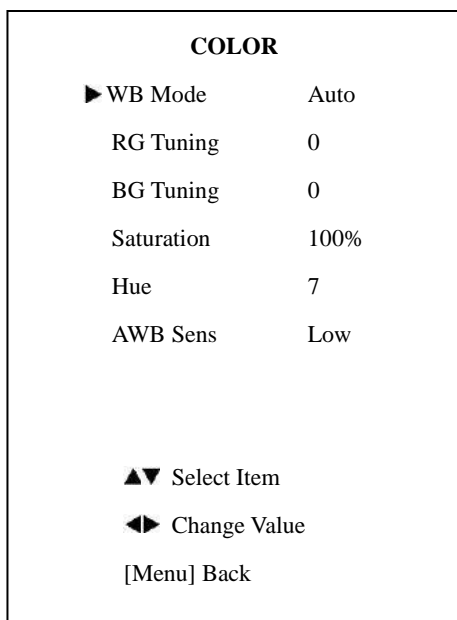 COLOR
▶WB Mode Auto
RG Tuning 0
BG Tuning 0
Saturation 100%
Hue 7
AWB Sens Low
▲▼ Select Item
◀▶ Change Value
[Menu] Back